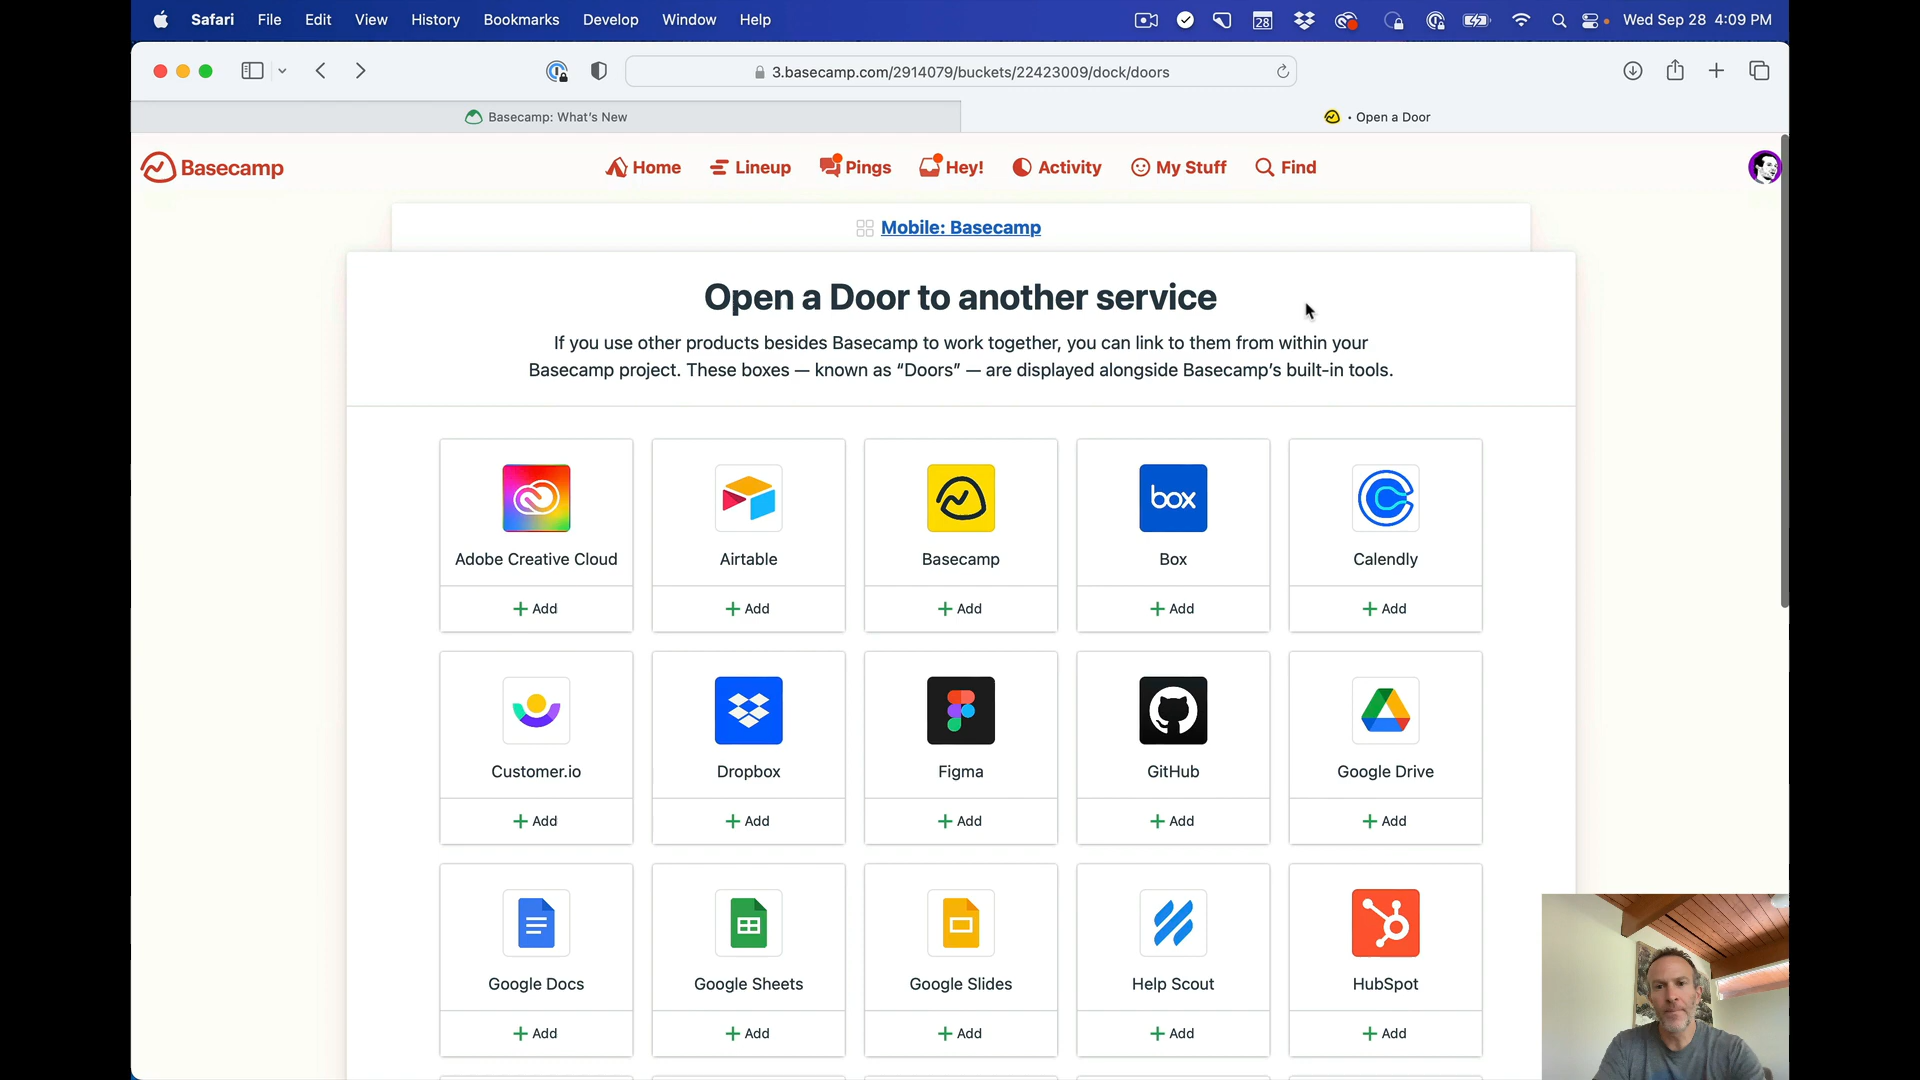 Safari File Edit View History Bookmarks Develop Window Help 28 Wed Sep 28 4:09 PM
3.basecamp.com/2914079/buckets/22423009/dock/doors
Basecamp: What's New • Open a Door
Basecamp Home Lineup Pings Hey! Activity My Stuff Find
Mobile: Basecamp
Open a Door to another service
If you use other products besides Basecamp to work together, you can link to them from within your
Basecamp project. These boxes — known as “Doors” — are displayed alongside Basecamp’s built-in tools.
box
Adobe Creative Cloud Airtable Basecamp Box Calendly
+ Add + Add + Add + Add + Add
Customer.io Dropbox Figma GitHub Google Drive
+ Add + Add + Add + Add + Add
Google Docs Google Sheets Google Slides Help Scout HubSpot
+ Add + Add + Add + Add + Add